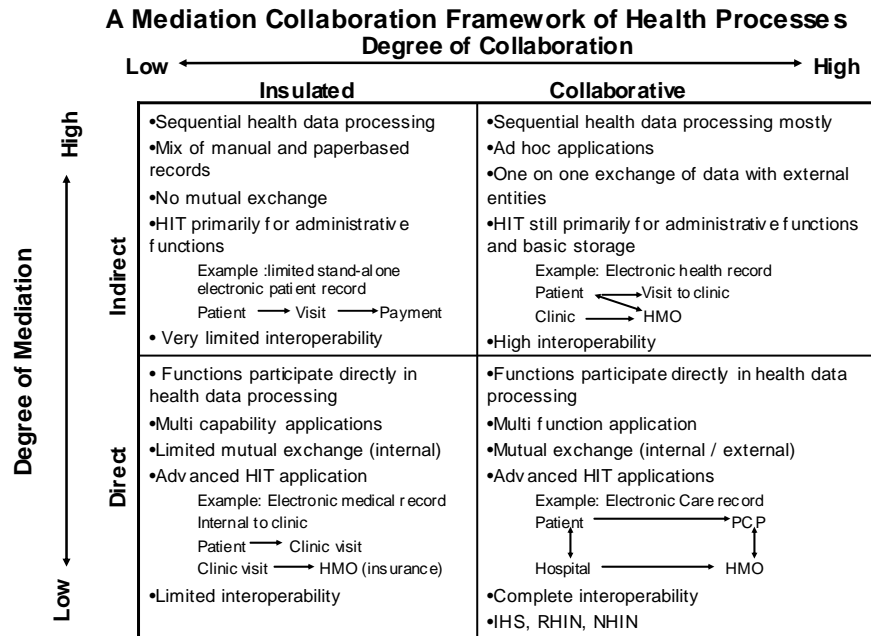 A Mediation Collaboration Framework of Health Processes
Degree of Collaboration
Low
High
Insulated
Collaborative
Degree of Mediation
High
Low
Indirect
•Sequential health data processing
•Mix of manual and paperbased
records
•No mutual exchange
•HIT primarily for administrative
functions
Example :limited stand-alone
electronic patient record
Patient Visit Payment
• Very limited interoperability
•Sequential health data processing mostly
•Ad hoc applications
•One on one exchange of data with external
entities
•HIT still primarily for administrative functions
and basic storage
Example: Electronic health record
Patient Visit to clinic
Clinic HMO
•High interoperability
Direct
• Functions participate directly in
health data processing
•Multi capability applications
•Limited mutual exchange (internal)
•Advanced HIT application
Example: Electronic medical record
Internal to clinic
Patient Clinic visit
Clinic visit HMO (insurance)
•Limited interoperability
•Functions participate directly in health data
processing
•Multi function application
•Mutual exchange (internal / external)
•Advanced HIT applications
Example: Electronic Care record
Patient PCP
Hospital HMO
•Complete interoperability
•IHS, RHIN, NHIN